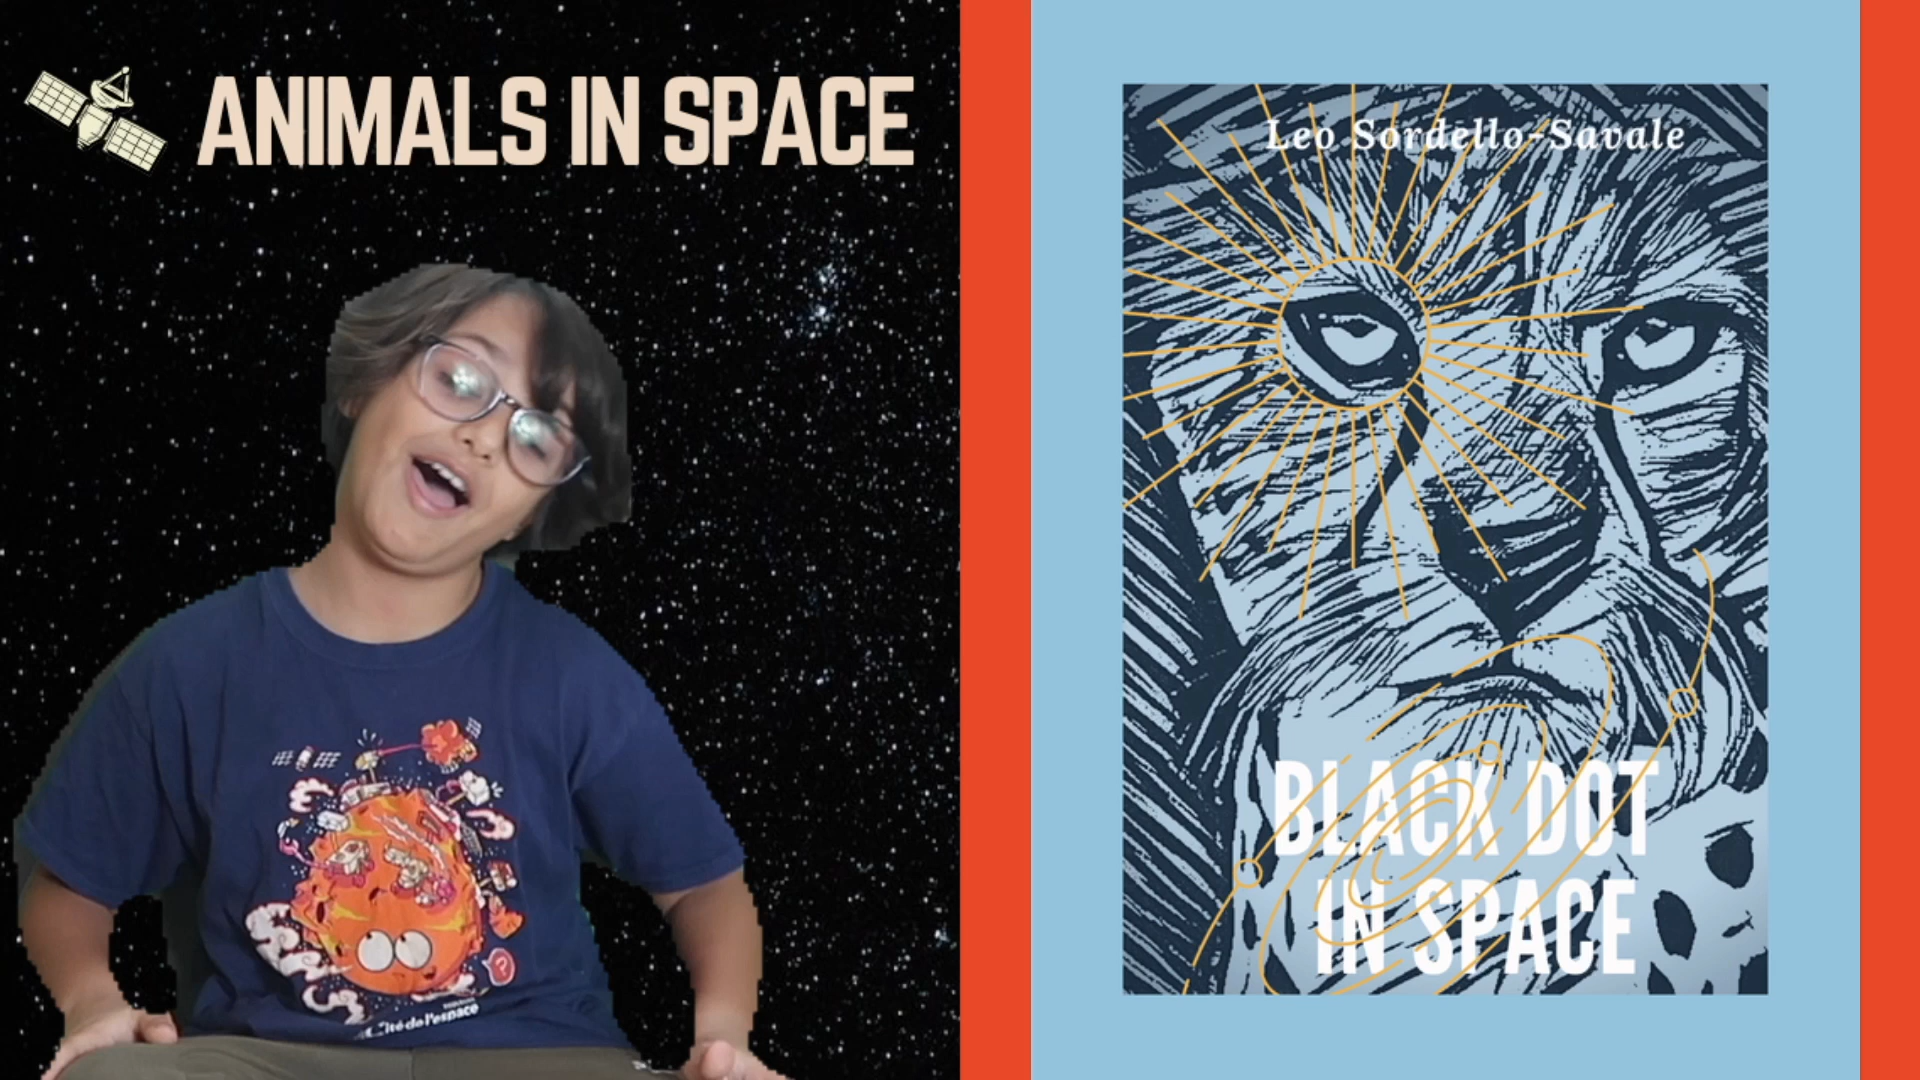 ANIMALS IN SPACE
?
Cité de l'espace
Leo Sordello-Savale
BLACK DOT
IN SPACE